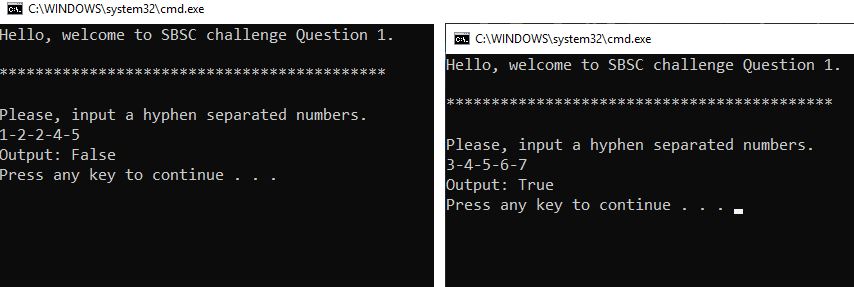 C:\WINDOWS\system32\cmd.exe
Hello, welcome to SBSC challenge Question 1.
*******************************************
Please, input a hyphen separated numbers.
1-2-2-4-5
Output: False
Press any key to continue . . .
C:\WINDOWS\system32\cmd.exe
Hello, welcome to SBSC challenge Question 1.
*******************************************
Please, input a hyphen separated numbers.
3-4-5-6-7
Output: True
Press any key to continue . . .